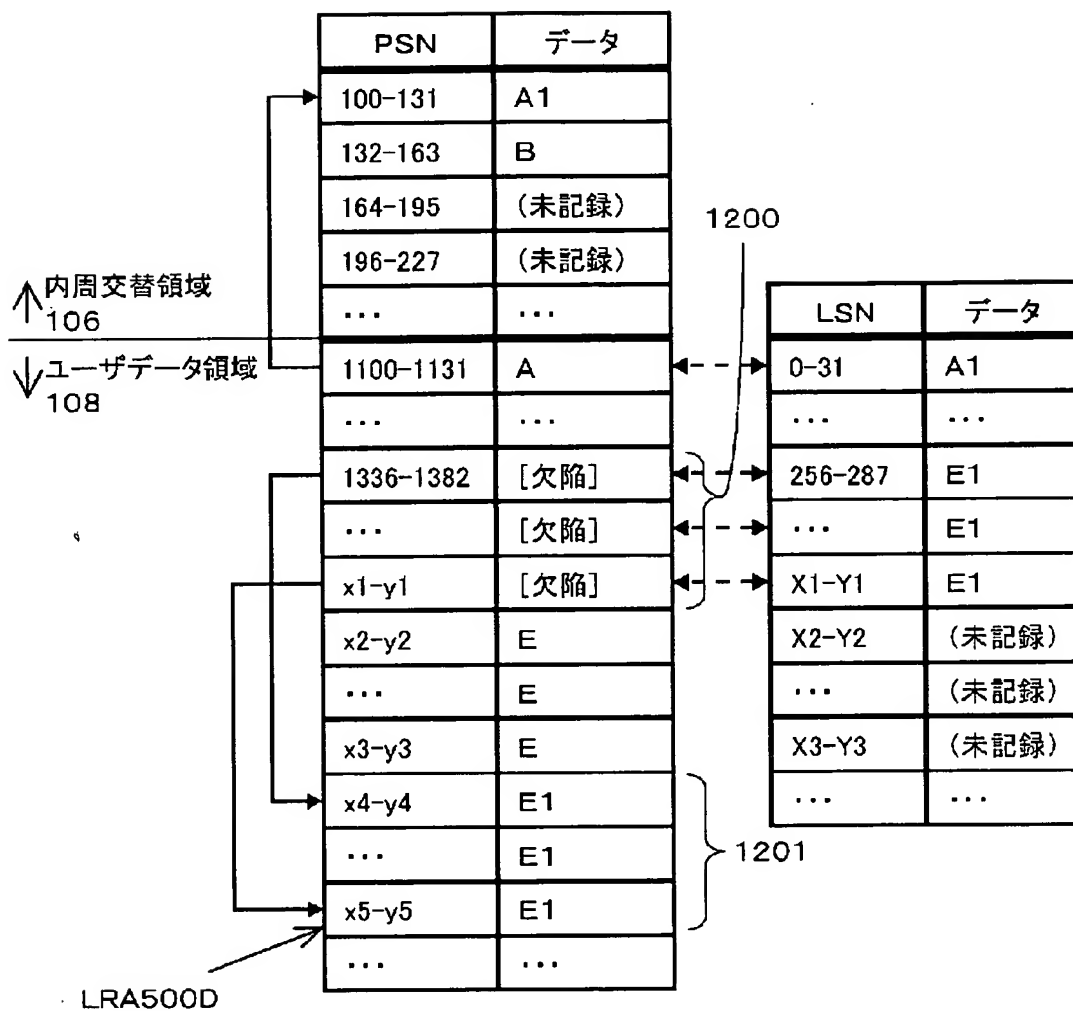 PSN データ
100-131 A1
132-163 B
164-195 (未記録)
196-227 (未記録)
... ...
内周交替領域
106
ユーザデータ領域
108
1100-1131 A
... ...
1336-1382 [欠陥]
... [欠陥]
x1-y1 [欠陥]
x2-y2 E
... E
x3-y3 E
x4-y4 E1
... E1
x5-y5 E1
... ...
LRA500D
1200
1201
LSN データ
0-31 A1
... ...
256-287 E1
... E1
X1-Y1 E1
X2-Y2 (未記録)
... (未記録)
X3-Y3 (未記録)
... ...